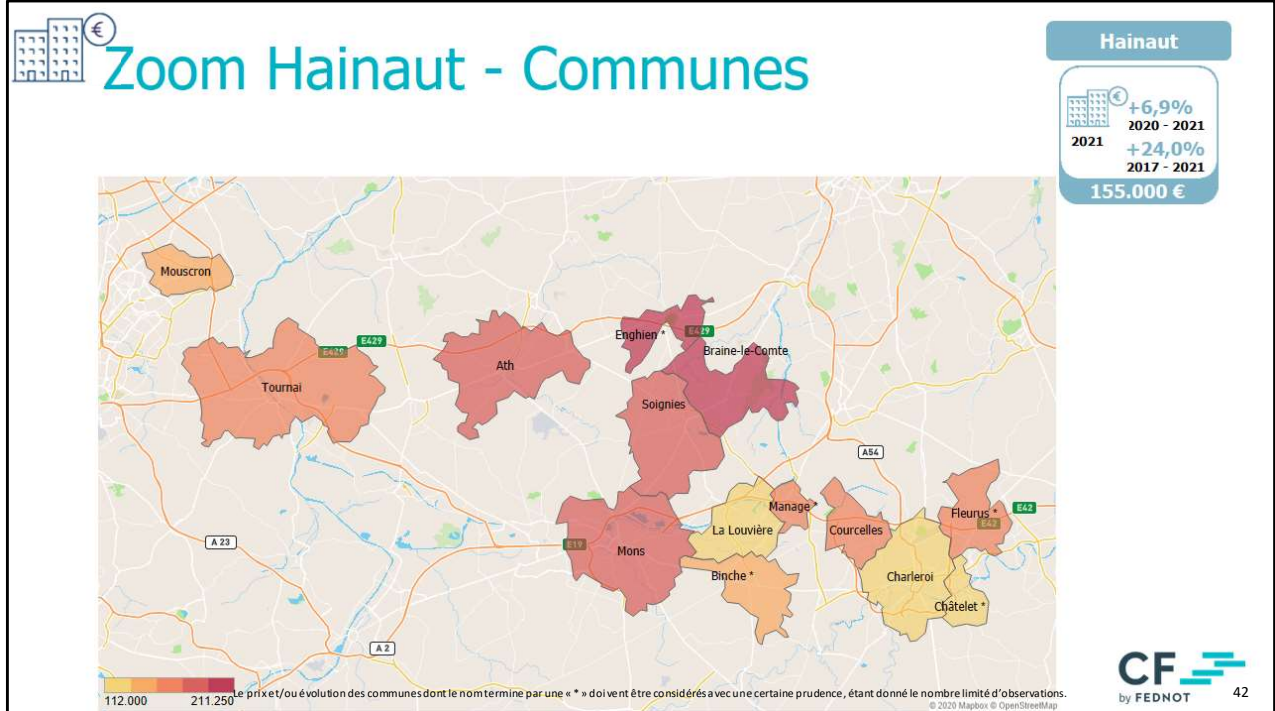 Zoom Hainaut - Communes
Hainaut
+6,9%
2020 - 2021
2021
+24,0%
2017 - 2021
155.000 €
Mouscron
Enghien *
E429
E429
E429
Braine-le-Comte
Ath
Tournai
Soignies
A54
Manage *
Fleurus *
E42
E42
La Louvière
Courcelles
A 23
E19
Mons
Binche *
Charleroi
Châtelet *
A 2
112.000
211.250
Le prix et/ou évolution des communes dont le nom termine par une « * » doivent être considérés avec une certaine prudence, étant donné le nombre limité d'observations.
© 2020 Mapbox © OpenStreetMap
CF
by FEDNOT
42